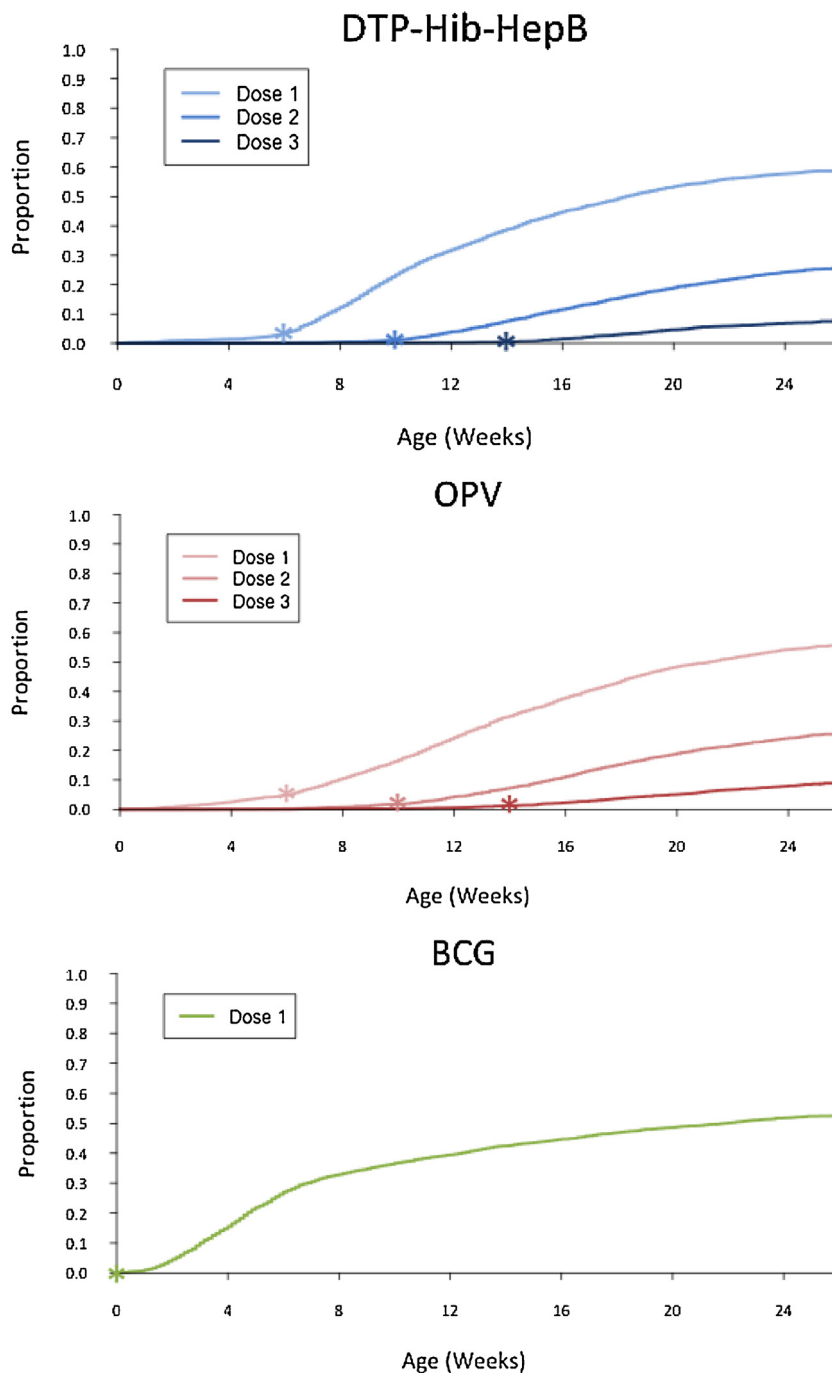 DTP-Hib-HepB
1.0
0.9
0.8
0.7
0.6
0.5
0.4
0.3
0.2
0.1
0.0
Proportion
Dose 1
Dose 2
Dose 3
0 4 8 12 16 20 24
Age (Weeks)
OPV
1.0
0.9
0.8
0.7
0.6
0.5
0.4
0.3
0.2
0.1
0.0
Proportion
Dose 1
Dose 2
Dose 3
0 4 8 12 16 20 24
Age (Weeks)
BCG
1.0
0.9
0.8
0.7
0.6
0.5
0.4
0.3
0.2
0.1
0.0
Proportion
Dose 1
0 4 8 12 16 20 24
Age (Weeks)